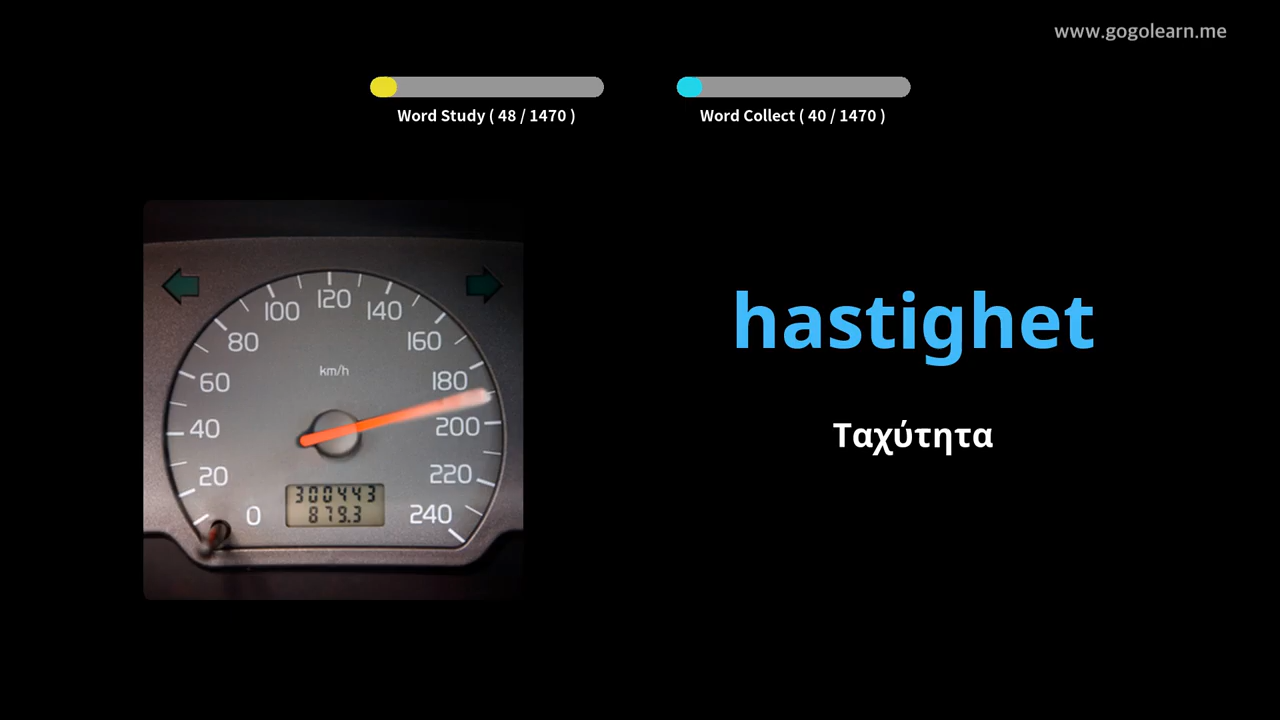 www.gogolearn.me
Word Study ( 48 / 1470 )
Word Collect ( 40 / 1470 )
100
120
140
80
160
km/h
60
180
40
200
20
220
300443
0
240
879.3
hastighet
Ταχύτητα